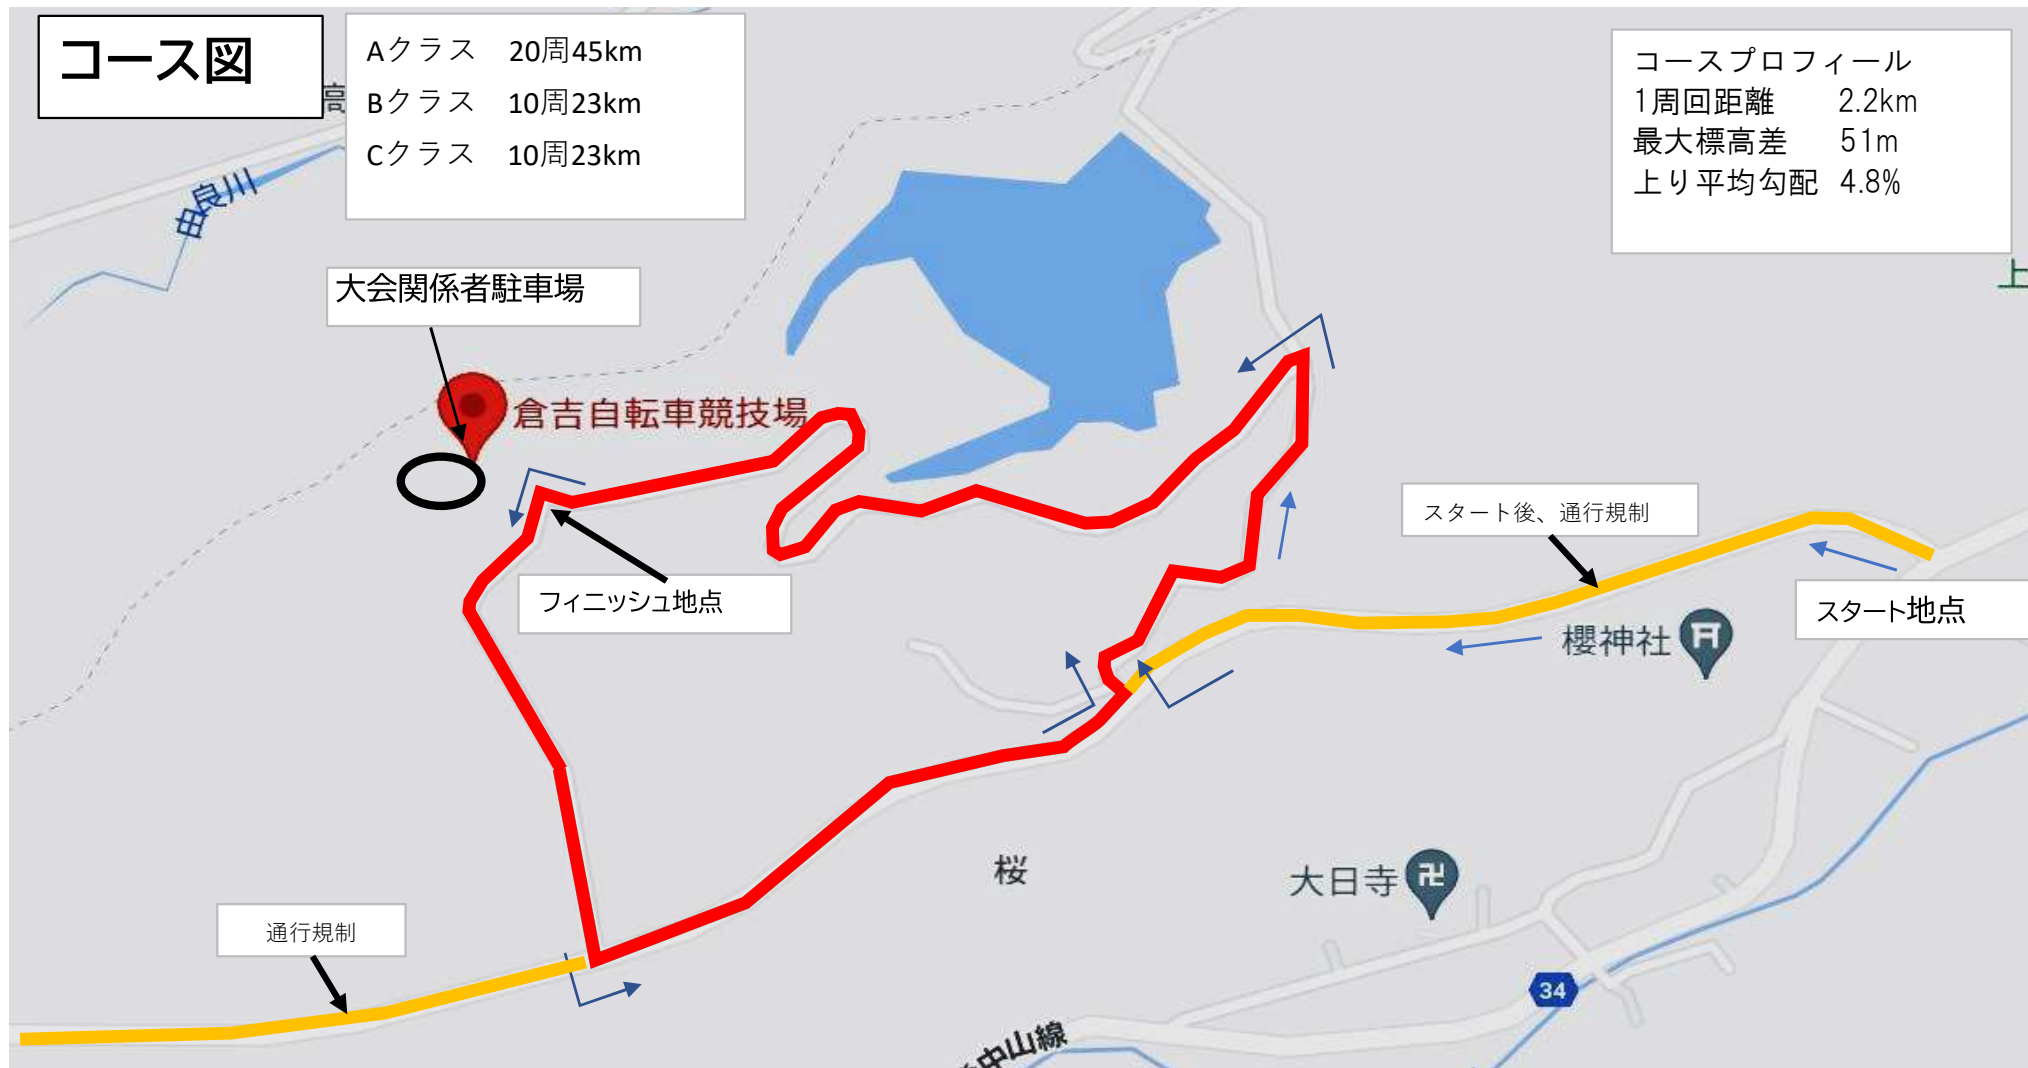 コース図
Aクラス 20周45km
Bクラス 10周23km
Cクラス 10周23km
コースプロフィール
1周回距離 2.2km
最大標高差 51m
上り平均勾配 4.8%
高
由良川
上
大会関係者駐車場
倉吉自転車競技場
スタート後、通行規制
フィニッシュ地点
スタート地点
櫻神社
桜
大日寺
通行規制
34
中山線